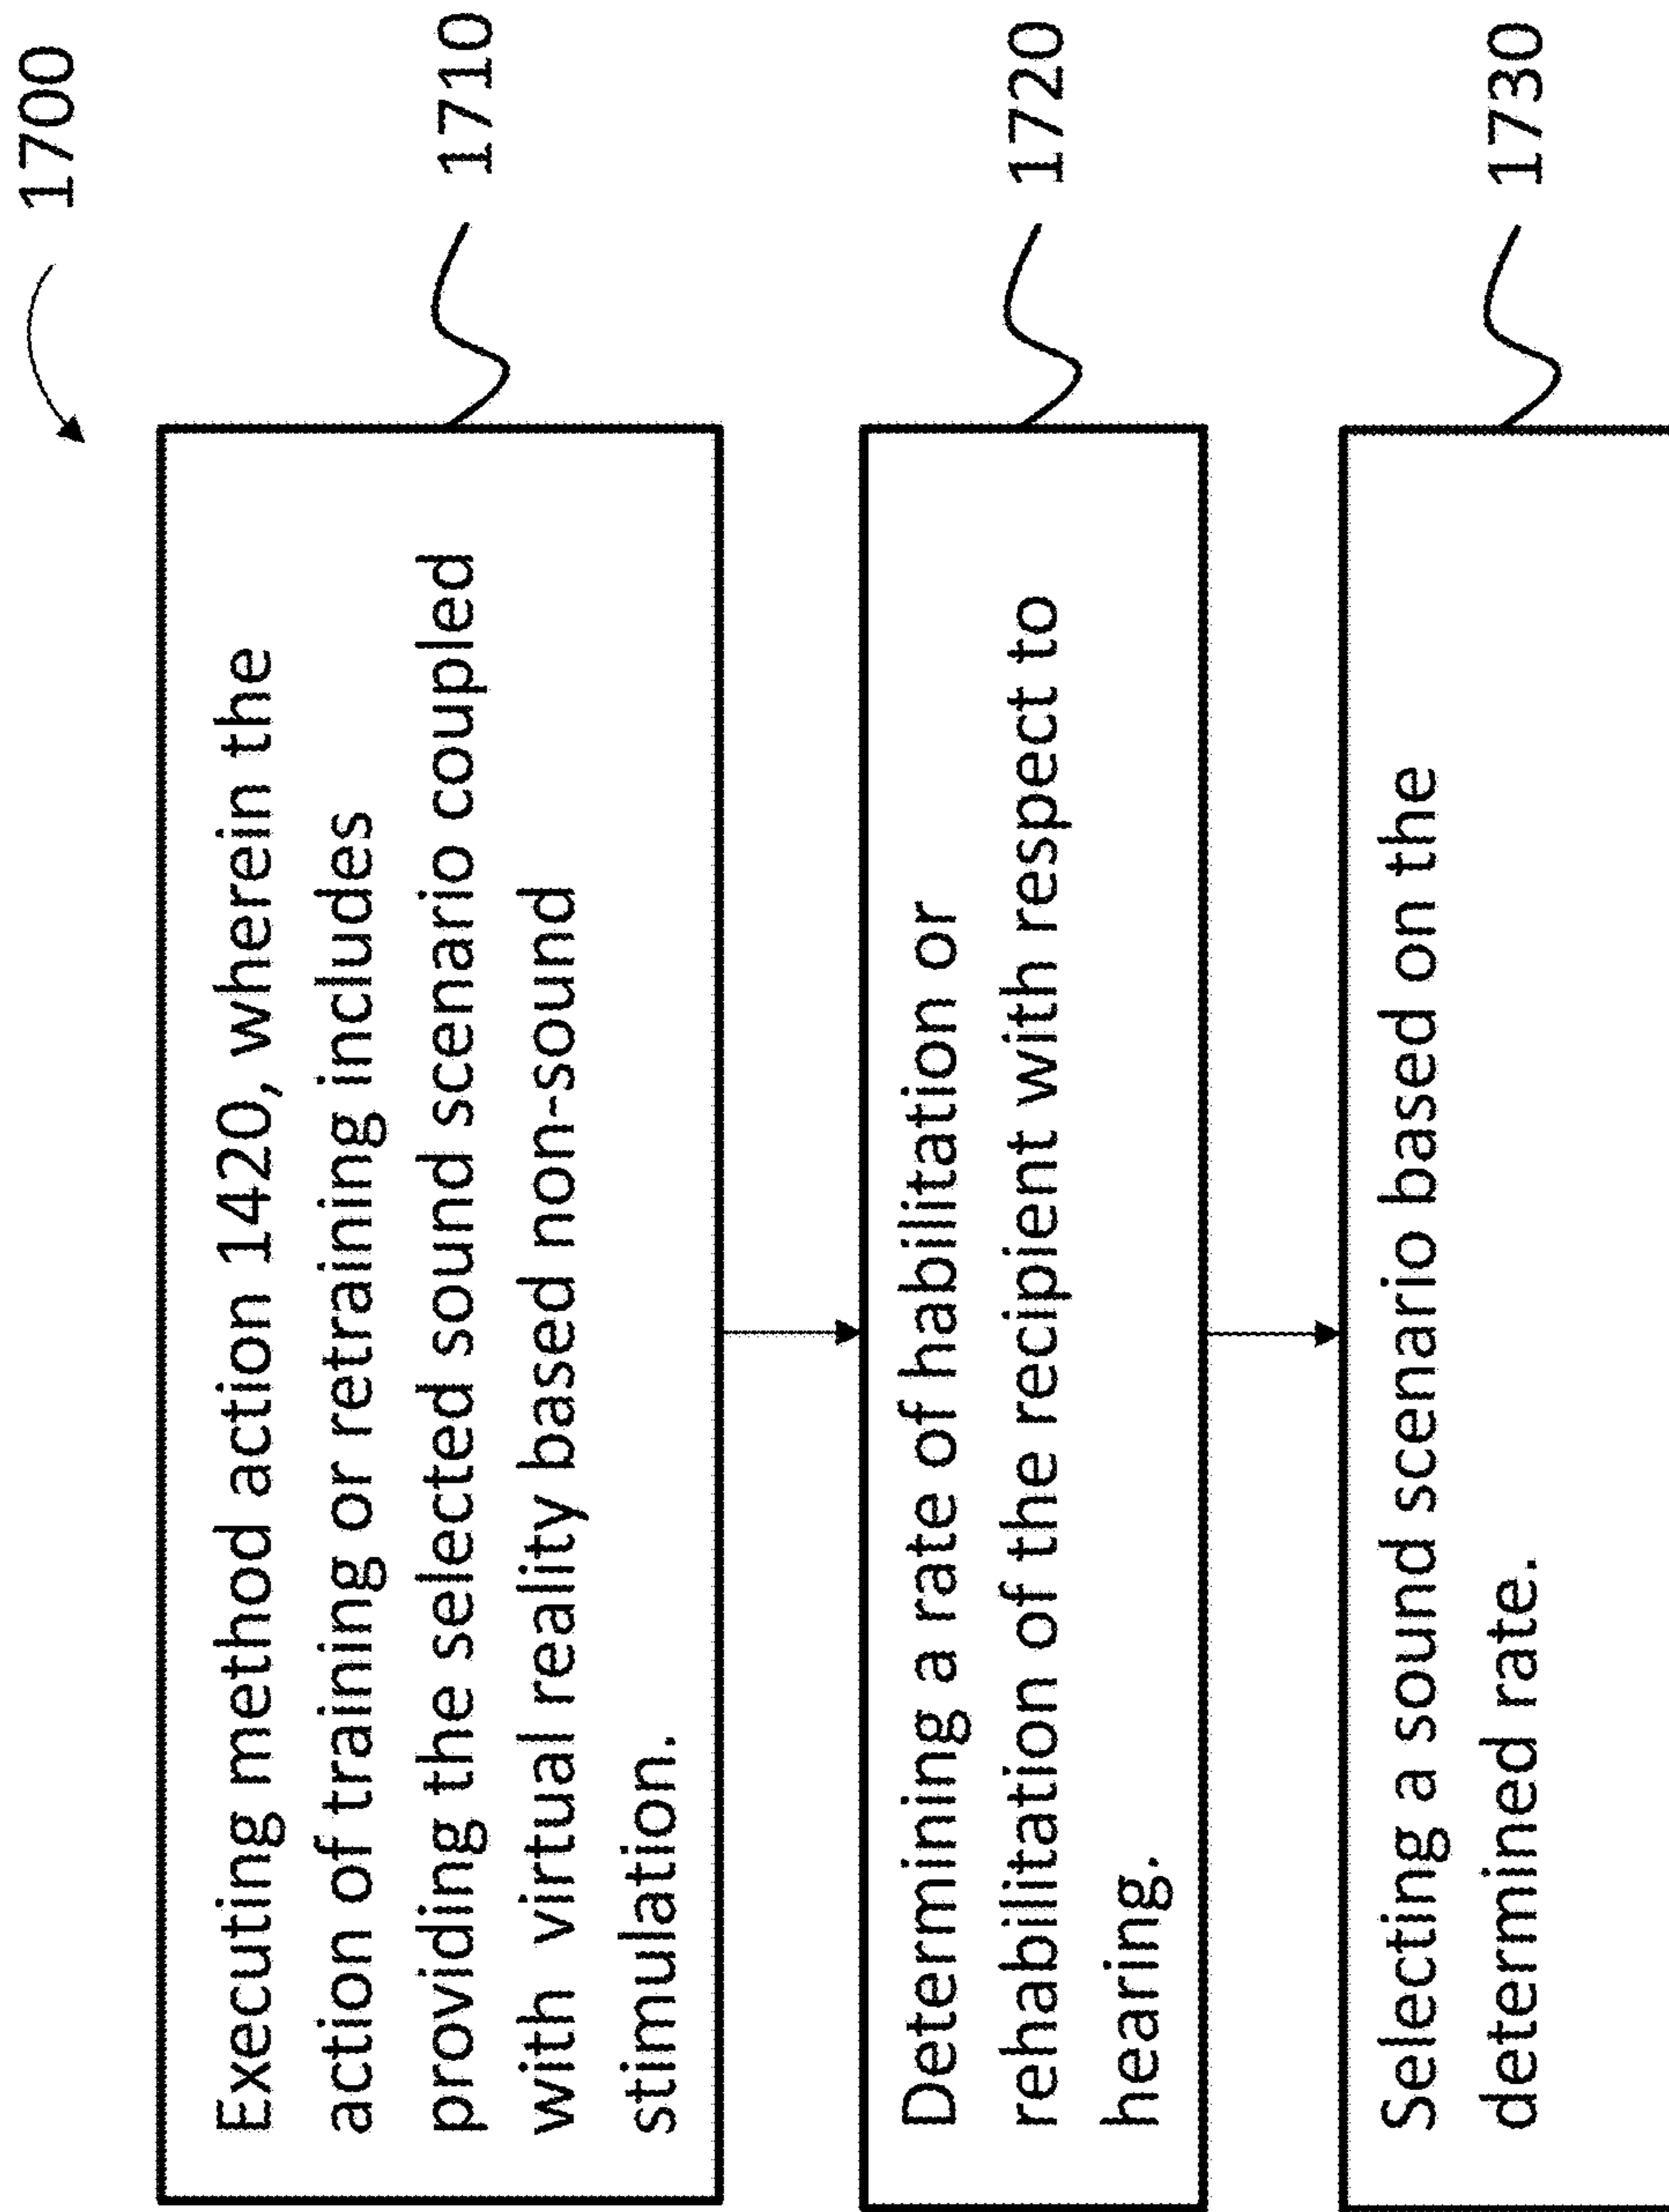 1700
Executing method action 1420, wherein the
action of training or retraining includes
providing the selected sound scenario coupled
with virtual reality based non-sound
stimulation.
1710
Determining a rate of habilitation or
rehabilitation of the recipient with respect to
hearing.
1720
Selecting a sound scenario based on the
determined rate.
1730